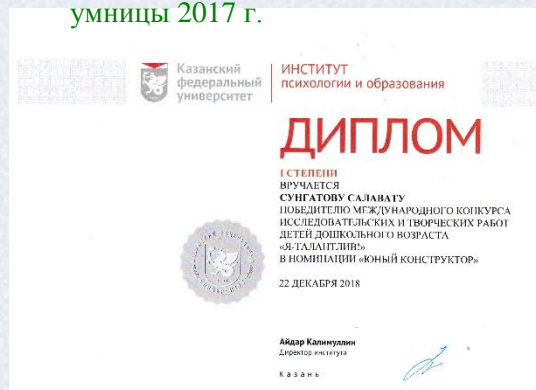 умницы 2017 г.
Казанский
федеральный
университет
ИНСТИТУТ
психологии и образования
ДИПЛОМ
I СТЕПЕНИ
ВРУЧАЕТСЯ
СУНГАТОВУ САЛАВАТУ
ПОБЕДИТЕЛЮ МЕЖДУНАРОДНОГО КОНКУРСА
ИССЛЕДОВАТЕЛЬСКИХ И ТВОРЧЕСКИХ РАБОТ
ДЕТЕЙ ДОШКОЛЬНОГО ВОЗРАСТА
«Я-ТАЛАНТЛИВ!»
В НОМИНАЦИИ «ЮНЫЙ КОНСТРУКТОР»
22 ДЕКАБРЯ 2018
Айдар Калимуллин
Директор института
Казань